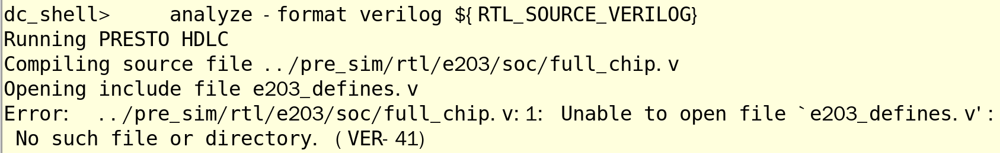 dc_shell>     analyze -format verilog ${RTL_SOURCE_VERILOG}
Running PRESTO HDLC
Compiling source file ../pre_sim/rtl/e203/soc/full_chip.v
Opening include file e203_defines.v
Error:  ../pre_sim/rtl/e203/soc/full_chip.v:1: Unable to open file `e203_defines.v':
 No such file or directory. (VER-41)